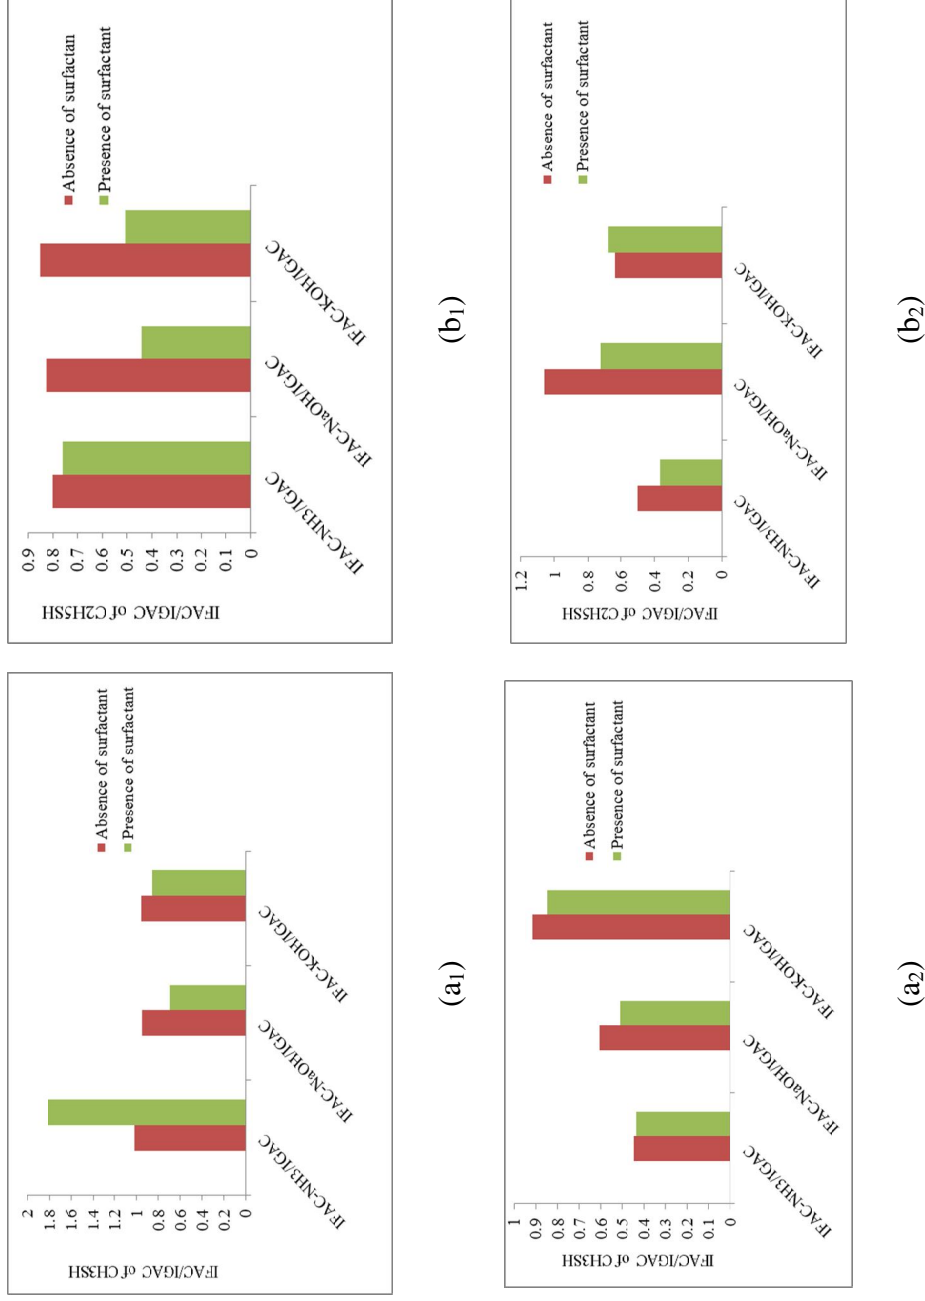 2
1.8
1.6
1.4
1.2
1
0.8
0.6
0.4
0.2
0
IFAC/IGAC of CH3SH
IFAC-NH3/IGAC
IFAC-NaOH/IGAC
IFAC-KOH/IGAC
Absence of surfactant
Presence of surfactant
(a1)
0.9
0.8
0.7
0.6
0.5
0.4
0.3
0.2
0.1
0
IFAC/IGAC of C2H5SH
IFAC-NH3/IGAC
IFAC-NaOH/IGAC
IFAC-KOH/IGAC
Absence of surfactan
Presence of surfactant
(b1)
1
0.9
0.8
0.7
0.6
0.5
0.4
0.3
0.2
0.1
0
IFAC/IGAC of CH3SH
IFAC-NH3/IGAC
IFAC-NaOH/IGAC
IFAC-KOH/IGAC
Absence of surfactant
Presence of surfactant
(a2)
1.2
1
0.8
0.6
0.4
0.2
0
IFAC/IGAC of C2H5SH
IFAC-NH3/IGAC
IFAC-NaOH/IGAC
IFAC-KOH/IGAC
Absence of surfactant
Presence of surfactant
(b2)